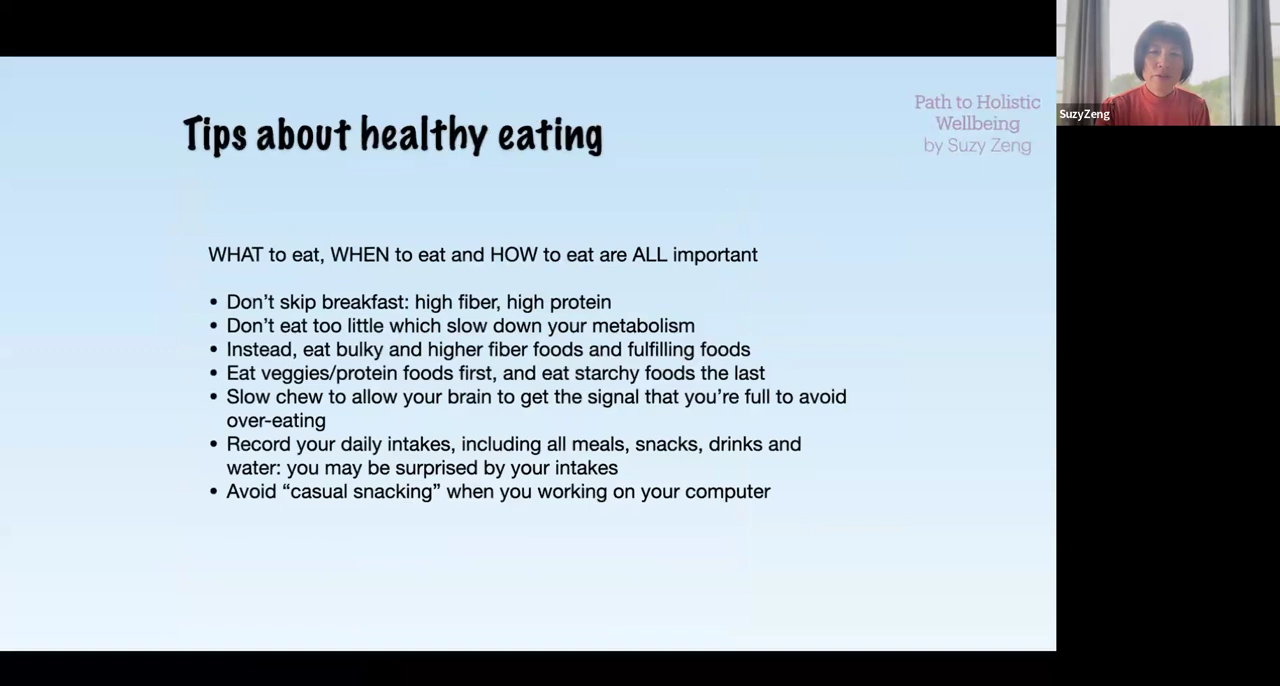 Tips about healthy eating
Path to Holistic
Wellbeing
by Suzy Zeng
SuzyZeng
WHAT to eat, WHEN to eat and HOW to eat are ALL important
• Don’t skip breakfast: high fiber, high protein
• Don’t eat too little which slow down your metabolism
• Instead, eat bulky and higher fiber foods and fulfilling foods
• Eat veggies/protein foods first, and eat starchy foods the last
• Slow chew to allow your brain to get the signal that you’re full to avoid
over-eating
• Record your daily intakes, including all meals, snacks, drinks and
water: you may be surprised by your intakes
• Avoid “casual snacking” when you working on your computer